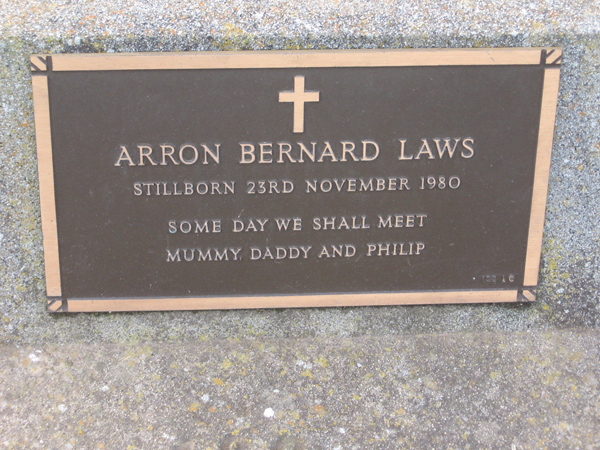 ARRON BERNARD LAWS
STILLBORN 23RD NOVEMBER 1980
SOME DAY WE SHALL MEET
MUMMY, DADDY AND PHILIP